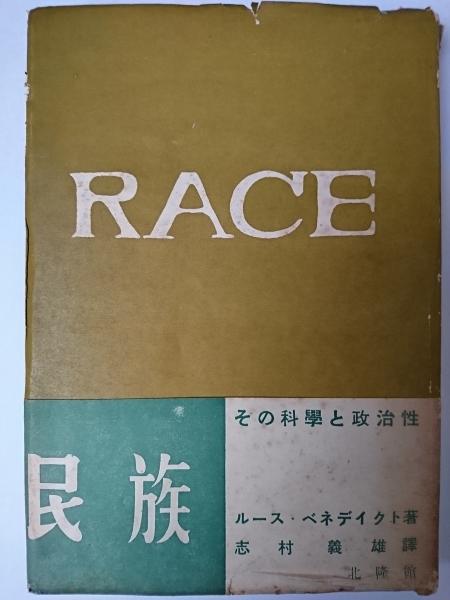 RACE
民族
その科學と政治性
ルース・ベネデイクト著
志村義雄譯
北隆館